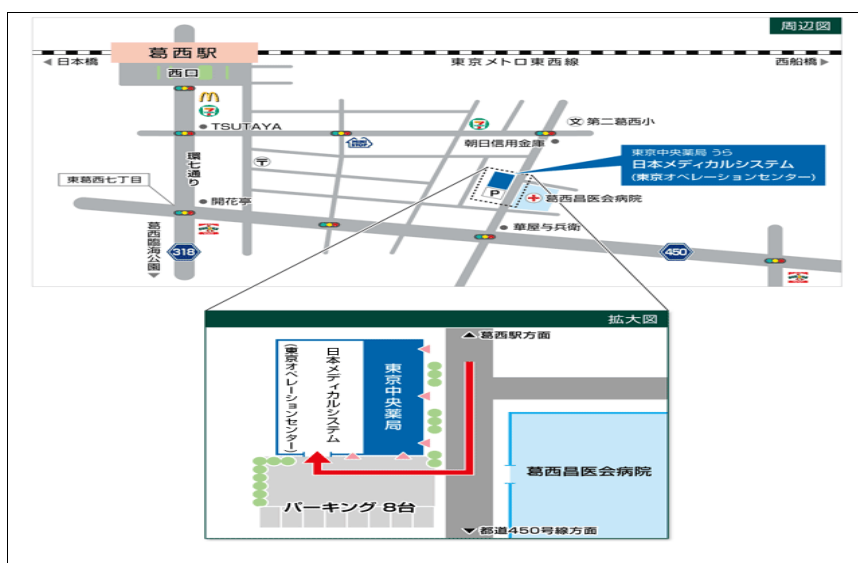 周辺図
葛西駅
◀日本橋
東京メトロ東西線
西船橋▶
西口
M
7
TSUTAYA
7
文 第二葛西小
朝日信用金庫
東京中央薬局 うら
日本メディカルシステム
(東京オペレーションセンター)
環七通り
〒
東葛西七丁目
P
葛西昌医会病院
開花亭
華屋与兵衛
葛西臨海公園▼
318
450
拡大図
▲葛西駅方面
(東京オペレーションセンター)
日本メディカルシステム
東京中央薬局
葛西昌医会病院
パーキング 8台
▼都道450号線方面